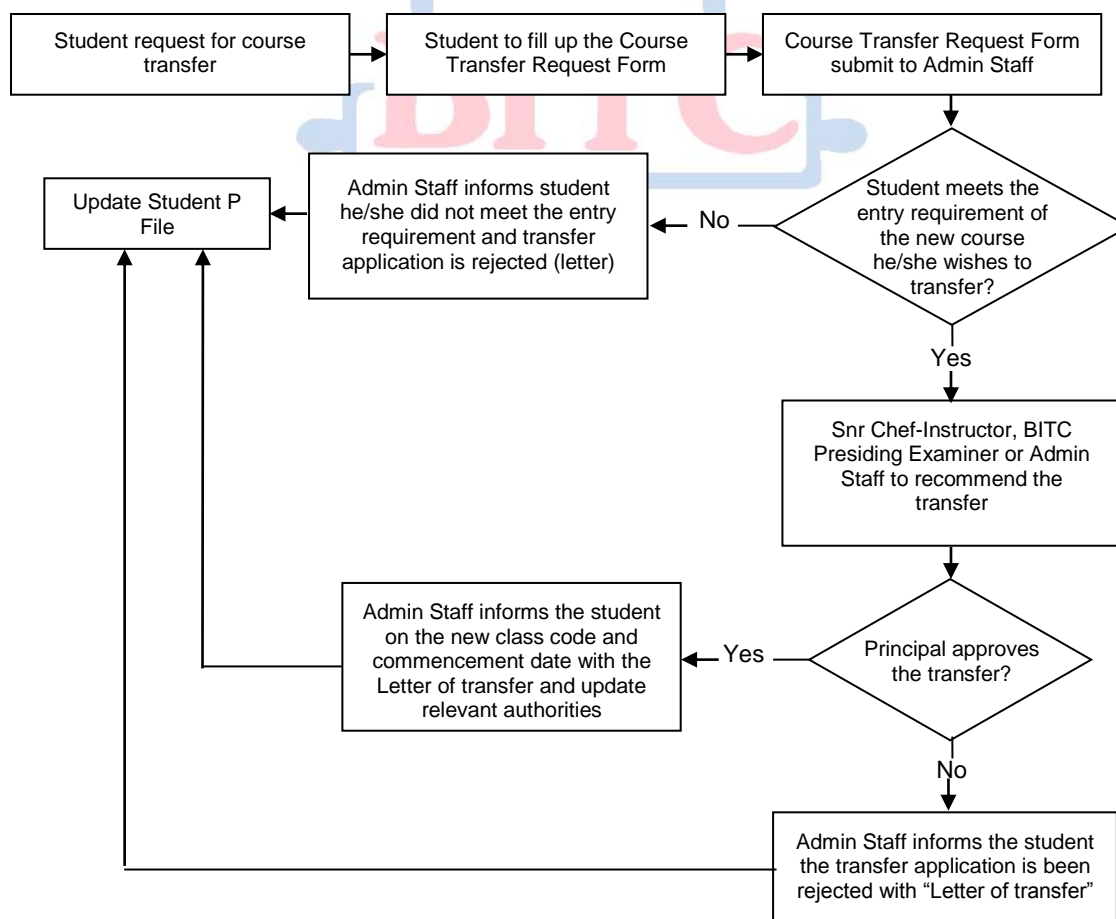 Student request for course
transfer
Student to fill up the Course
Transfer Request Form
Course Transfer Request Form
submit to Admin Staff
BITC
Student meets the
entry requirement of
the new course
he/she wishes to
transfer?
No
Admin Staff informs student
he/she did not meet the entry
requirement and transfer
application is rejected (letter)
Update Student P
File
Yes
Snr Chef-Instructor, BITC
Presiding Examiner or Admin
Staff to recommend the
transfer
Principal approves
the transfer?
Yes
Admin Staff informs the student
on the new class code and
commencement date with the
Letter of transfer and update
relevant authorities
No
Admin Staff informs the student
the transfer application is been
rejected with “Letter of transfer”